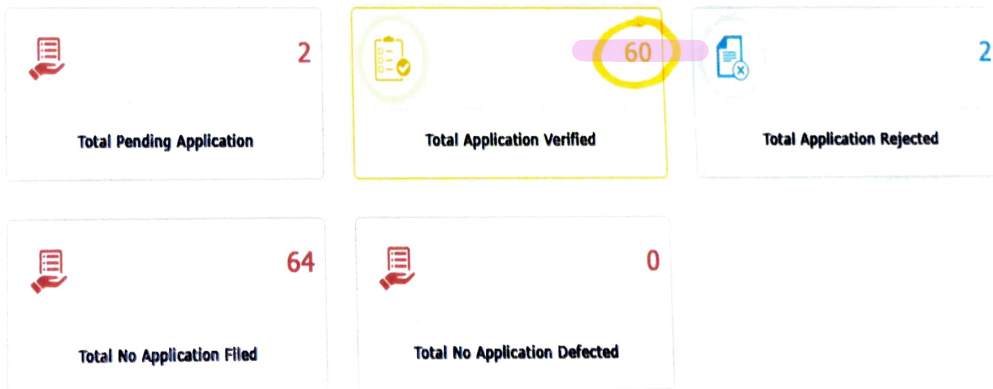 2
Total Pending Application
60
Total Application Verified
2
Total Application Rejected
64
Total No Application Filed
0
Total No Application Defected